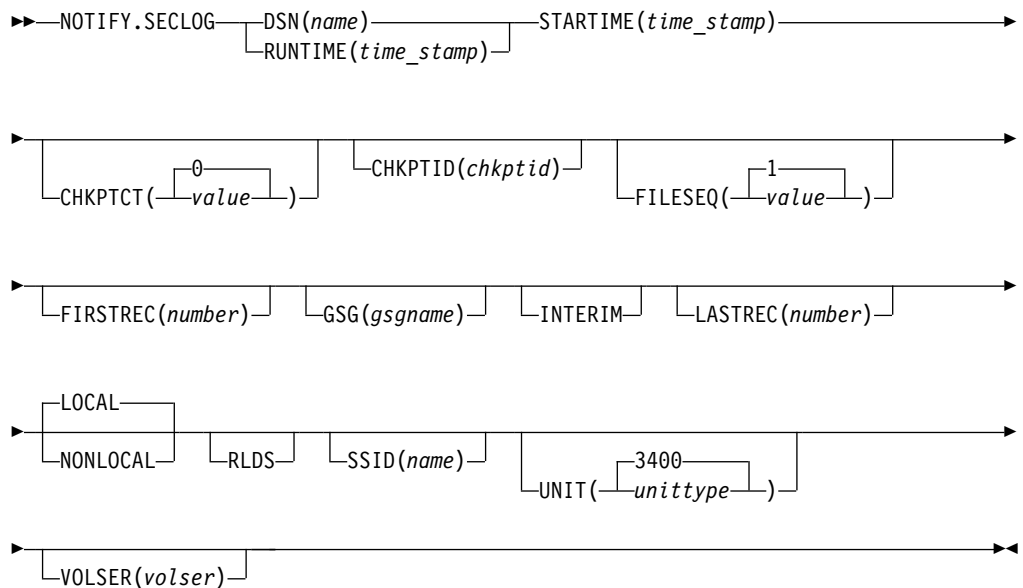 NOTIFY.SECLOG DSN(name) STARTIME(time_stamp)
RUNTIME(time_stamp)
0
CHKPTCT( value )
CHKPTID(chkptid)
1
FILESEQ( value )
FIRSTREC(number) GSG(gsgname) INTERIM LASTREC(number)
LOCAL
NONLOCAL RLDS SSID(name)
3400
UNIT( unittype )
VOLSER(volser)